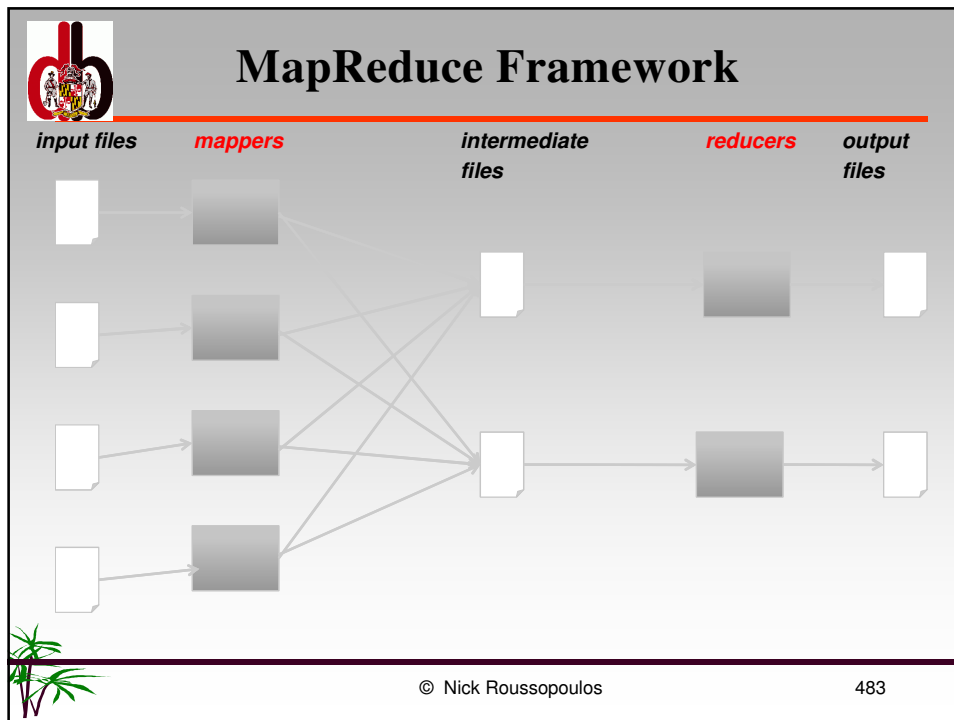 MapReduce Framework
input files mappers intermediate files reducers output files
© Nick Roussopoulos 483